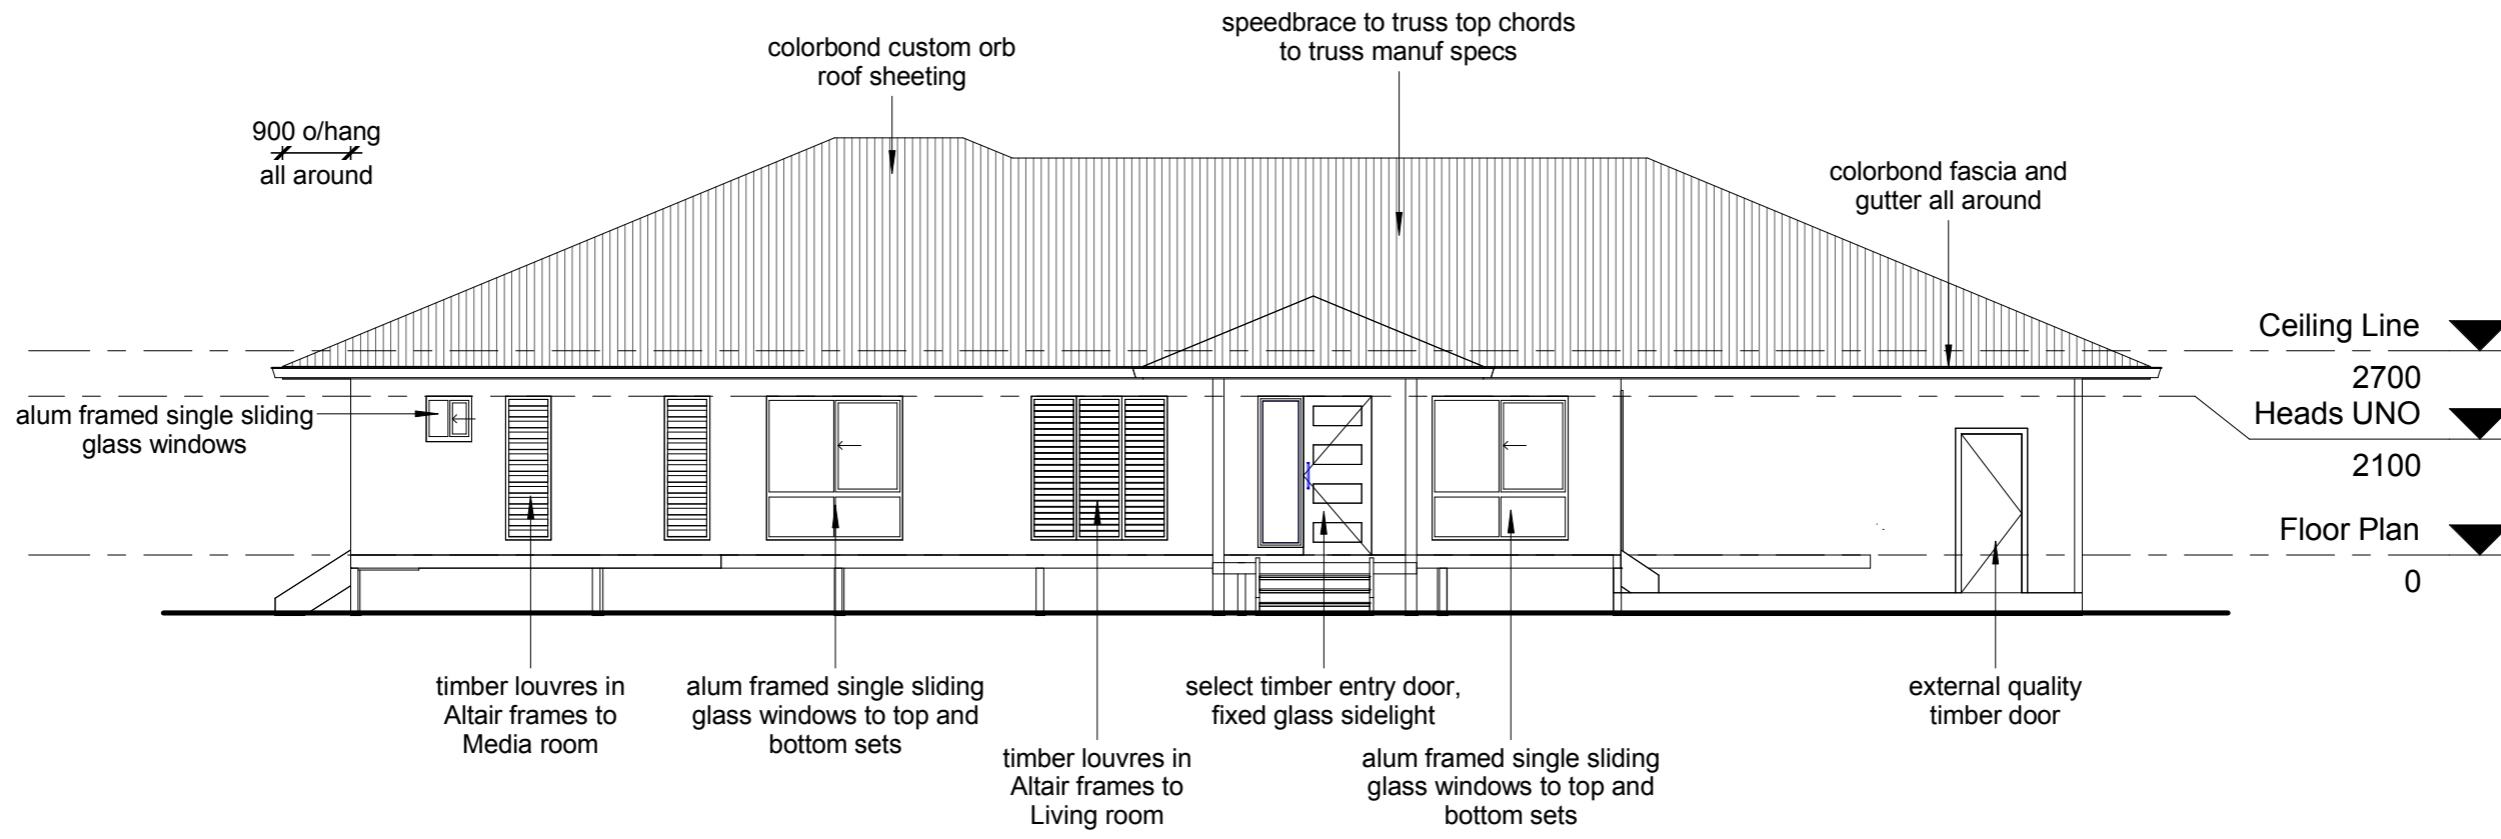 speedbrace to truss top chords
to truss manuf specs
colorbond custom orb
roof sheeting
900 o/hang
all around
colorbond fascia and
gutter all around
Ceiling Line
2700
Heads UNO
2100
Floor Plan
0
alum framed single sliding
glass windows
timber louvres in
Altair frames to
Media room
alum framed single sliding
glass windows to top and
bottom sets
timber louvres in
Altair frames to
Living room
select timber entry door,
fixed glass sidelight
alum framed single sliding
glass windows to top and
bottom sets
external quality
timber door